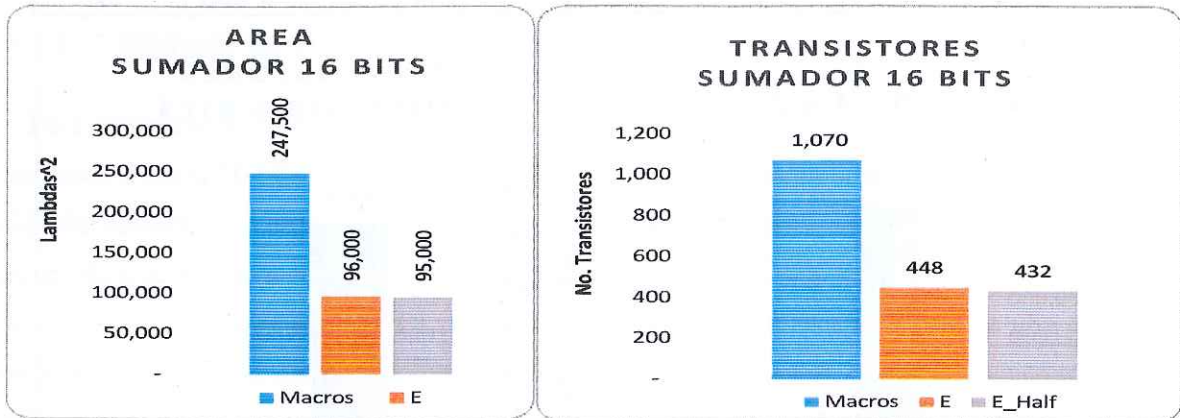 AREA
SUMADOR 16 BITS
Lambdas^2
300,000
250,000
200,000
150,000
100,000
50,000
-
247,500
96,000
95,000
Macros E
TRANSISTORES
SUMADOR 16 BITS
No. Transistores
1,200
1,000
800
600
400
200
-
1,070
448
432
Macros E E_Half